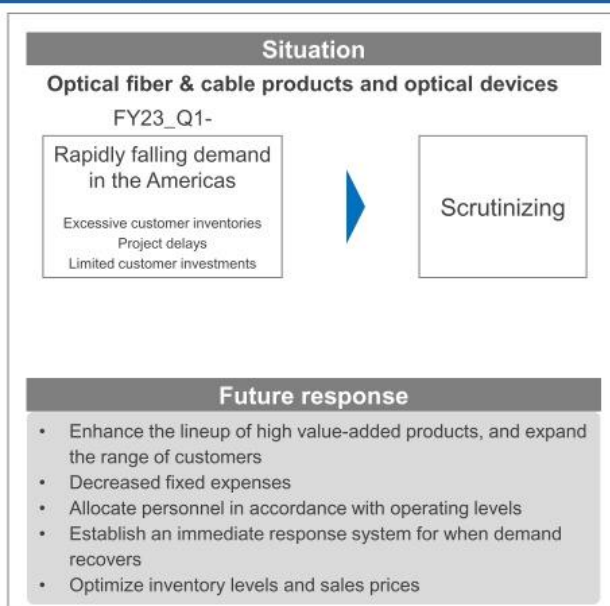 Situation
Optical fiber & cable products and optical devices
FY23_Q1-
Rapidly falling demand
in the Americas
Excessive customer inventories
Project delays
Limited customer investments
Scrutinizing
Future response
• Enhance the lineup of high value-added products, and expand
the range of customers
• Decreased fixed expenses
• Allocate personnel in accordance with operating levels
• Establish an immediate response system for when demand
recovers
• Optimize inventory levels and sales prices